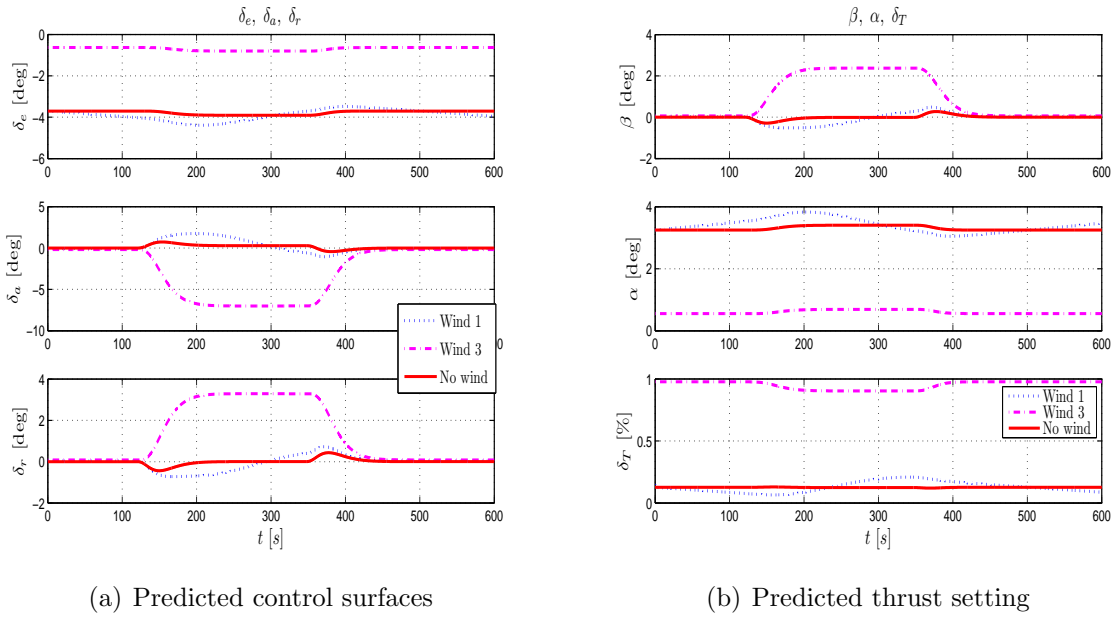 δe, δa, δr
δe [deg]
0
−2
−4
−6
0 100 200 300 400 500 600
δa [deg]
5
0
−5
−10
0 100 200 300 400 500 600
Wind 1
Wind 3
No wind
δr [deg]
4
2
0
−2
0 100 200 300 400 500 600
t [s]
(a) Predicted control surfaces
β, α, δT
β [deg]
4
2
0
−2
0 100 200 300 400 500 600
α [deg]
4
2
0
0 100 200 300 400 500 600
δT [%]
1
0.5
0
Wind 1
Wind 3
No wind
0 100 200 300 400 500 600
t [s]
(b) Predicted thrust setting